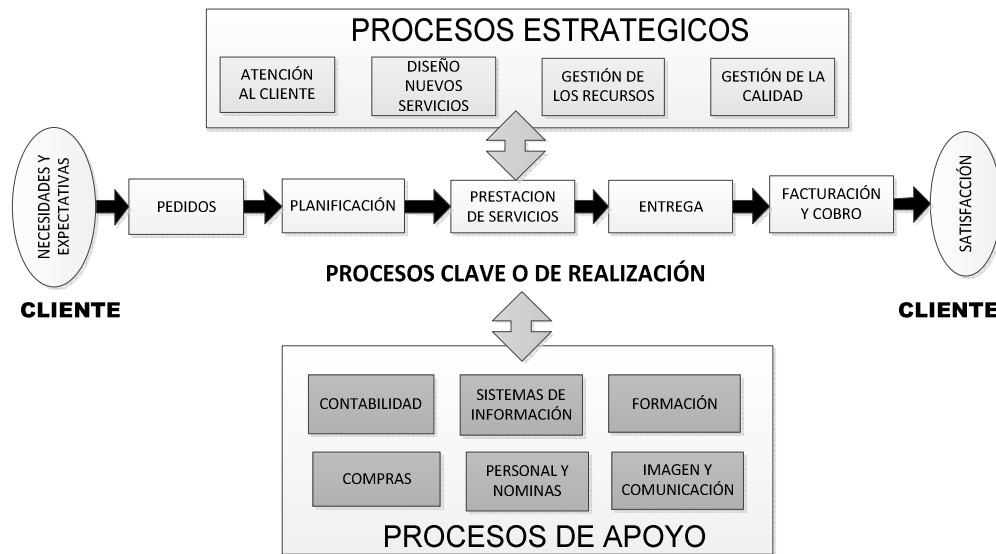 PROCESOS ESTRATEGICOS
ATENCIÓN
AL CLIENTE
DISEÑO
NUEVOS
SERVICIOS
GESTIÓN DE
LOS RECURSOS
GESTIÓN DE LA
CALIDAD
NECESIDADES Y
EXPECTATIVAS
PEDIDOS
PLANIFICACIÓN
PRESTACION
DE SERVICIOS
ENTREGA
FACTURACIÓN
Y COBRO
SATISFACCIÓN
PROCESOS CLAVE O DE REALIZACIÓN
CLIENTE
CLIENTE
CONTABILIDAD
SISTEMAS DE
INFORMACIÓN
FORMACIÓN
COMPRAS
PERSONAL Y
NOMINAS
IMAGEN Y
COMUNICACIÓN
PROCESOS DE APOYO